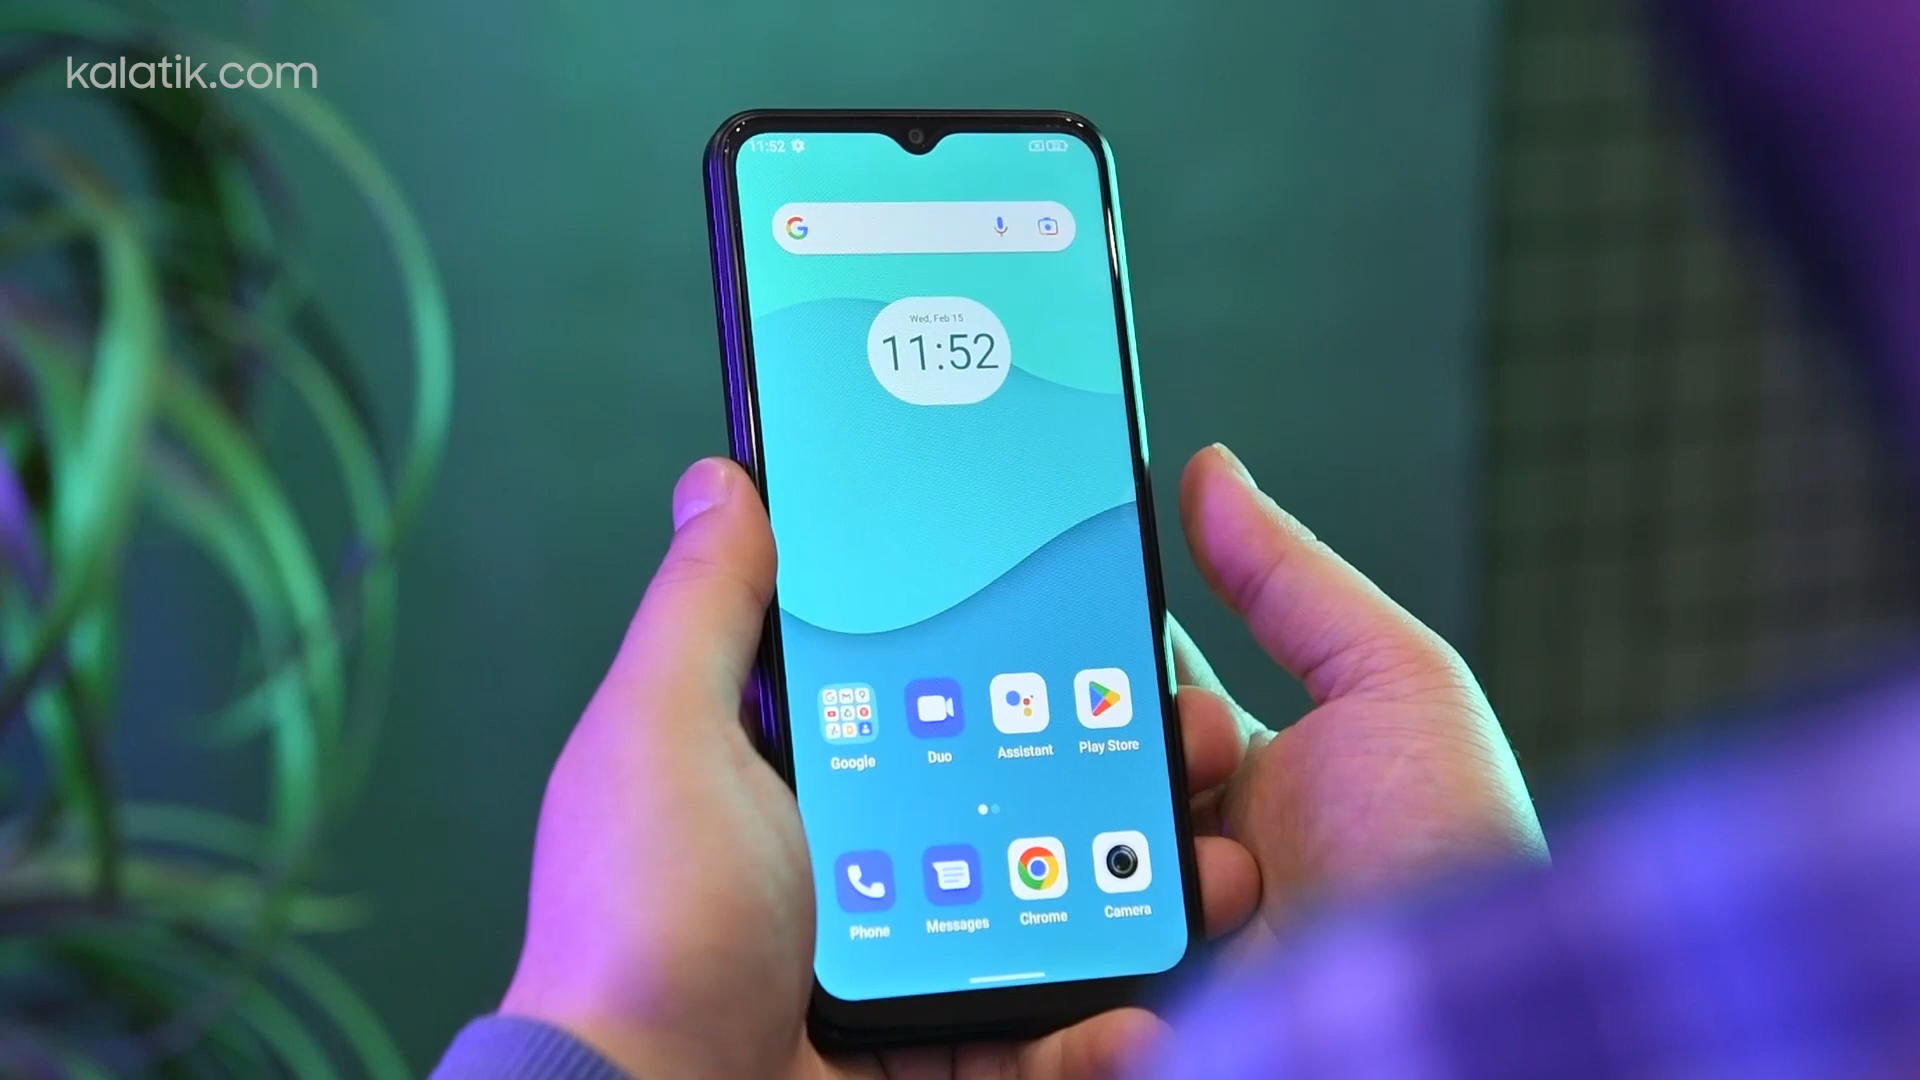 kalatik.com
11:52
Wed, Feb 15
11:52
Google
Duo
Assistant
Play Store
Phone
Messages
Chrome
Camera